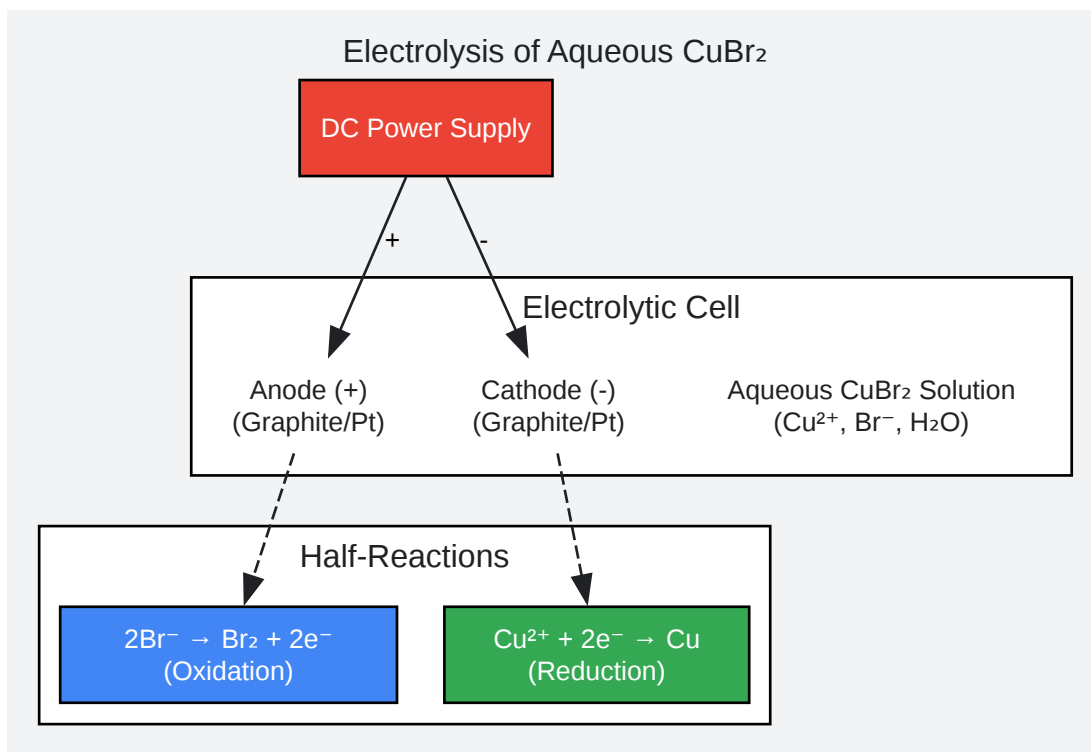 Electrolysis of Aqueous CuBr₂
DC Power Supply
+
-
Electrolytic Cell
Anode (+)
(Graphite/Pt)
Cathode (-)
(Graphite/Pt)
Aqueous CuBr₂ Solution
(Cu²⁺, Br⁻, H₂O)
Half-Reactions
2Br⁻ → Br₂ + 2e⁻
(Oxidation)
Cu²⁺ + 2e⁻ → Cu
(Reduction)